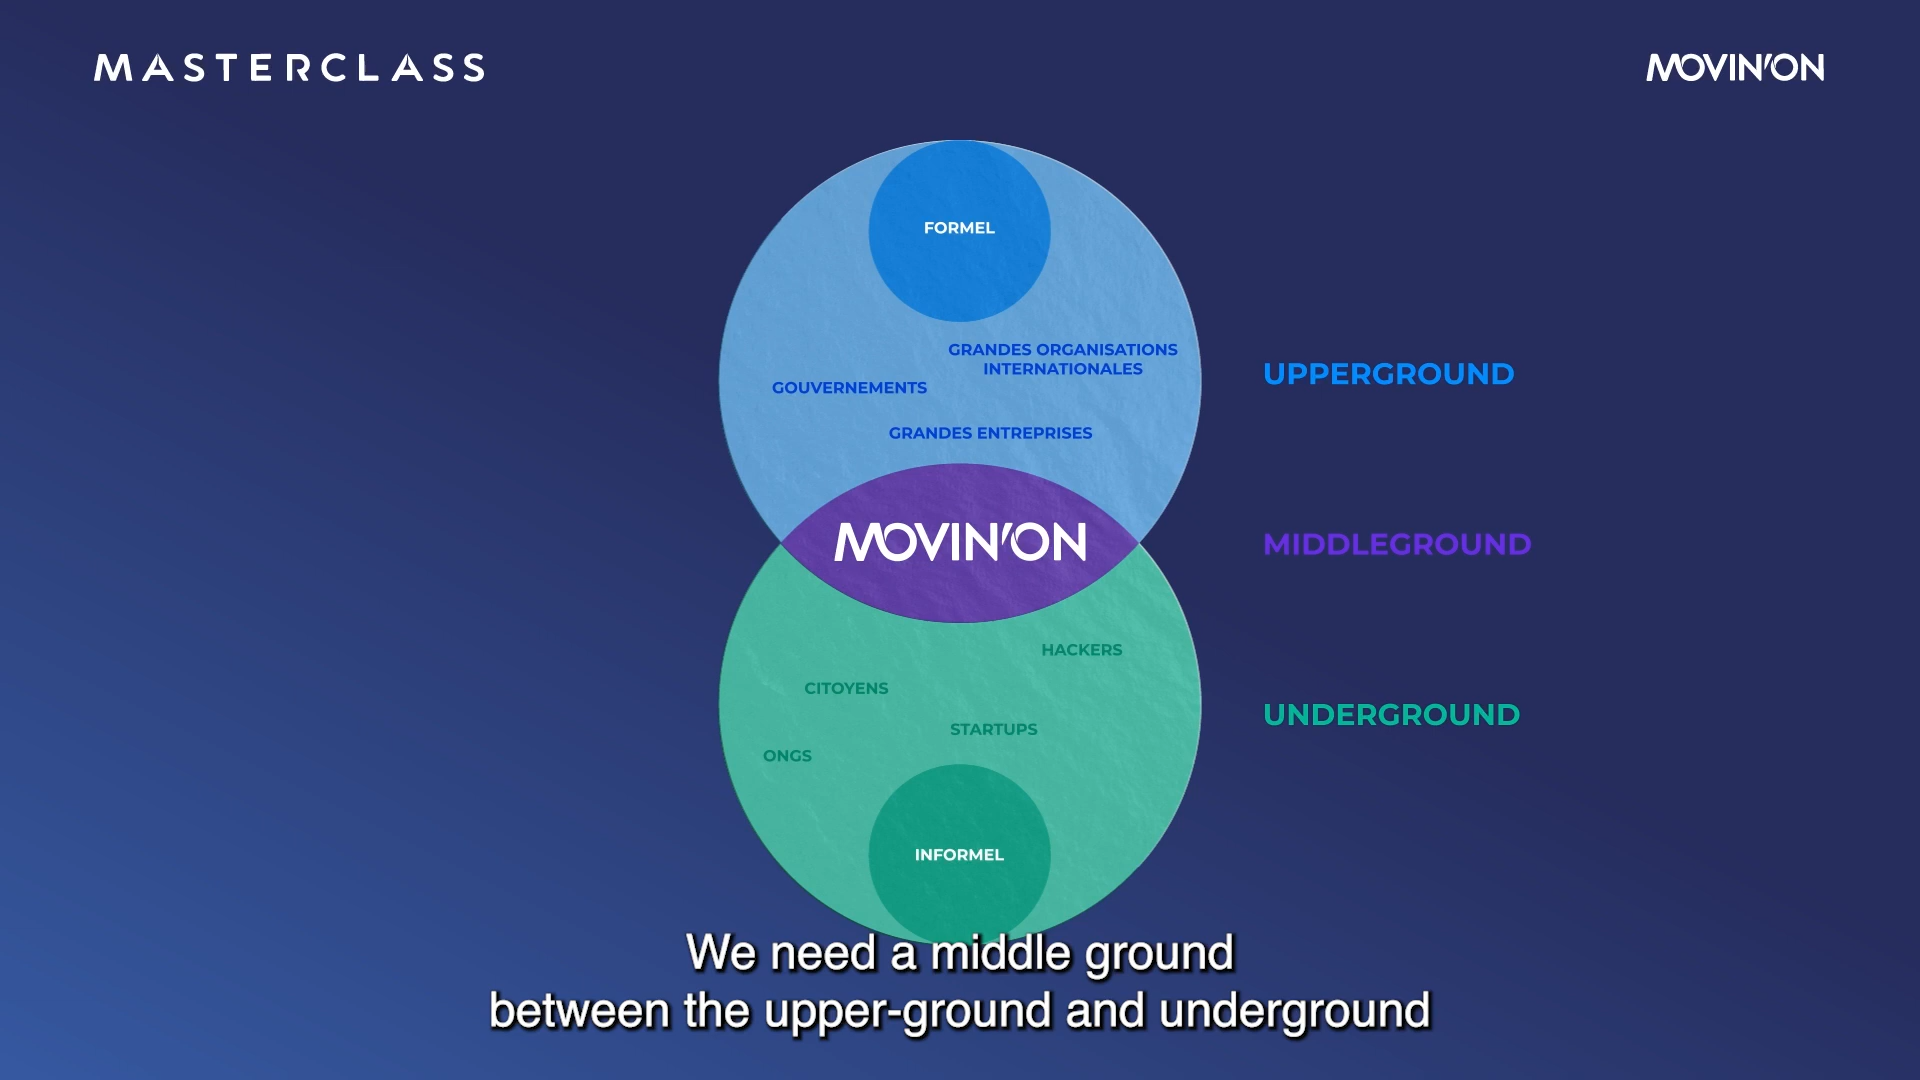 MASTERCLASS
MOVIN'ON
FORMEL
GRANDES ORGANISATIONS
INTERNATIONALES
GOUVERNEMENTS
GRANDES ENTREPRISES
UPPERGROUND
MOVIN'ON
MIDDLEGROUND
HACKERS
CITOYENS
STARTUPS
ONGS
UNDERGROUND
INFORMEL
We need a middle ground
between the upper-ground and underground